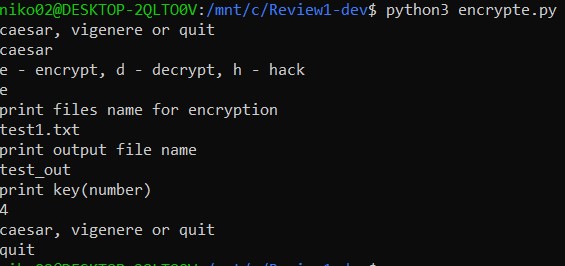 niko02@DESKTOP-2QLTO0V:/mnt/c/Review1-dev$ python3 encrypte.py
caesar, vigenere or quit
caesar
e - encrypt, d - decrypt, h - hack
e
print files name for encryption
test1.txt
print output file name
test_out
print key(number)
4
caesar, vigenere or quit
quit